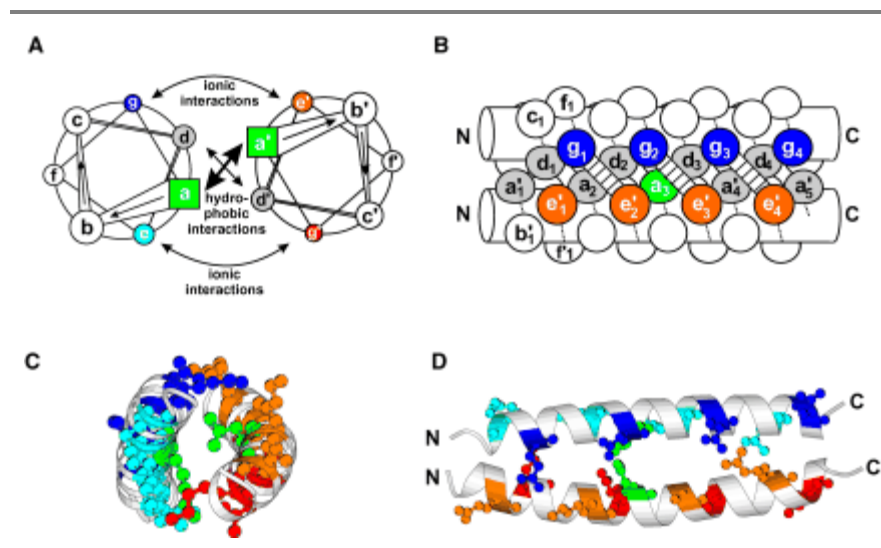 A
ionic
interactions
g
e'
c
d
a'
b'
f
a
d'
f'
b
hydro-
phobic
interactions
c'
e
g'
ionic
interactions
B
f1
c1
N
g1
g2
g3
g4
C
d1
d2
d3
d4
a'1
a2
a3
a'4
a'5
N
e'1
e'2
e'3
e'4
C
b'1
f'1
C
D
N
C
N
C